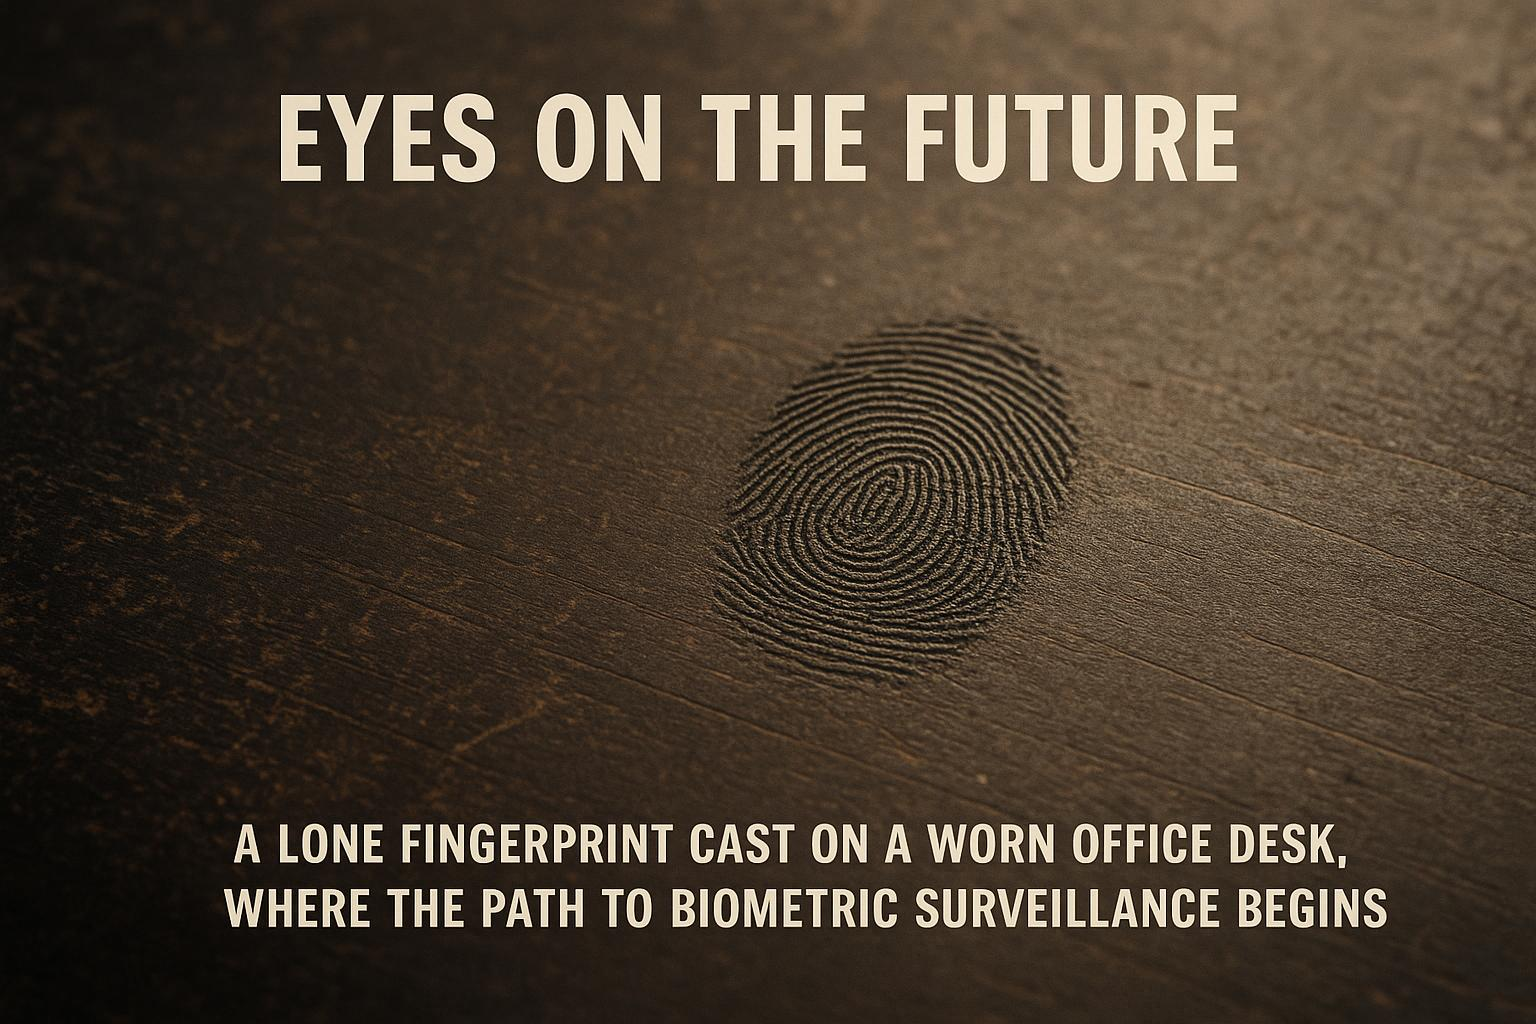 EYES ON THE FUTURE
A LONE FINGERPRINT CAST ON A WORN OFFICE DESK,
WHERE THE PATH TO BIOMETRIC SURVEILLANCE BEGINS